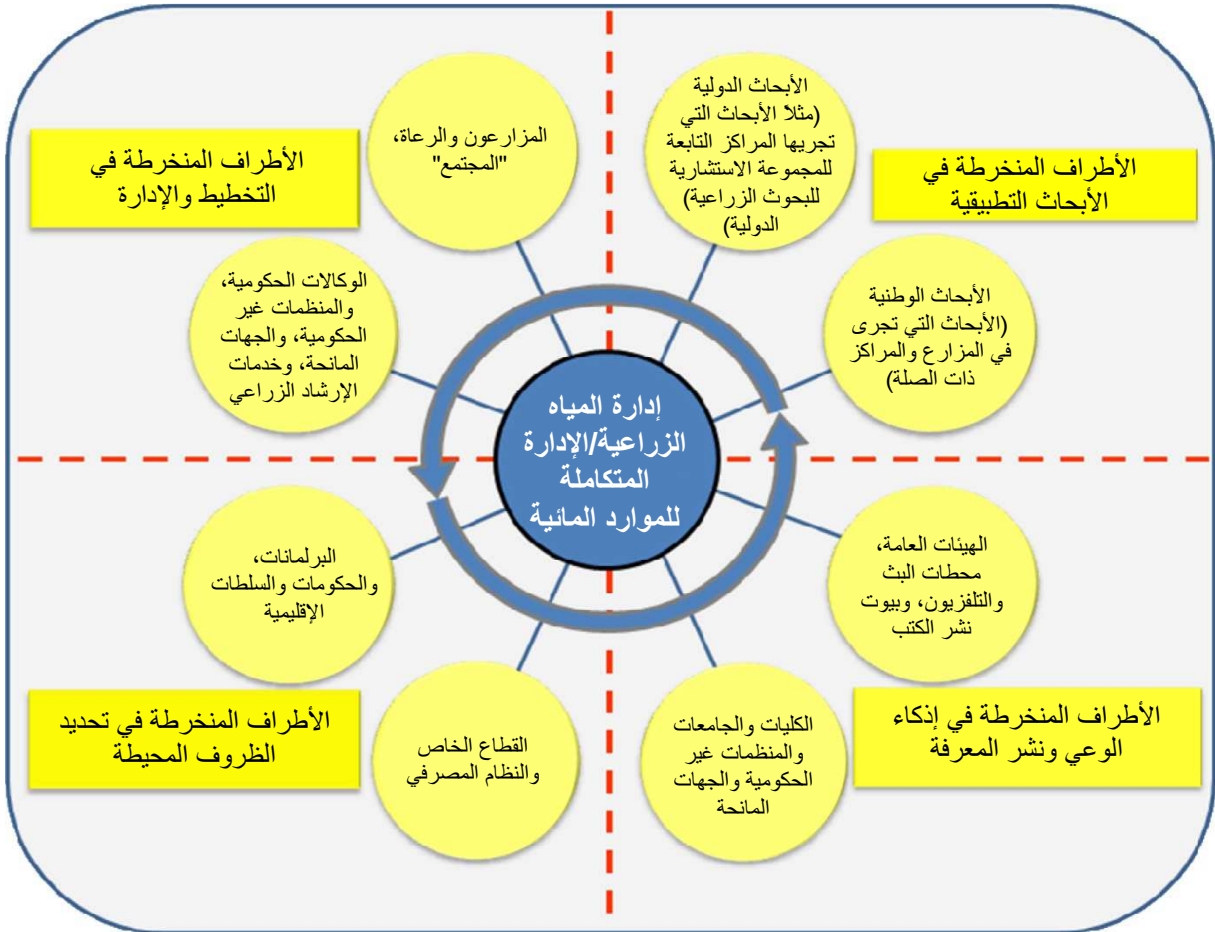 الأبحاث الدولية
(مثلاً الأبحاث التي
تجريها المراكز التابعة
للمجموعة الاستشارية
للبحوث الزراعية)
الدولية)
الأطراف المنخرطة في
الأبحاث التطبيقية
الأبحاث الوطنية
(الأبحاث التي تجرى
في المزارع والمراكز
ذات الصلة)
المزارعون والرعاة،
"المجتمع"
الأطراف المنخرطة في
التخطيط والإدارة
الوكالات الحكومية،
والمنظمات غير
الحكومية، والجهات
المانحة، وخدمات
الإرشاد الزراعي
إدارة المياه
الزراعية/الإدارة
المتكاملة
للموارد المائية
الهيئات العامة،
محطات البث
والتلفزيون، وبيوت
نشر الكتب
الأطراف المنخرطة في إذكاء
الوعي ونشر المعرفة
الكليات والجامعات
والمنظمات غير
الحكومية والجهات
المانحة
البرلمانات،
والحكومات والسلطات
الإقليمية
الأطراف المنخرطة في تحديد
الظروف المحيطة
القطاع الخاص
والنظام المصرفي